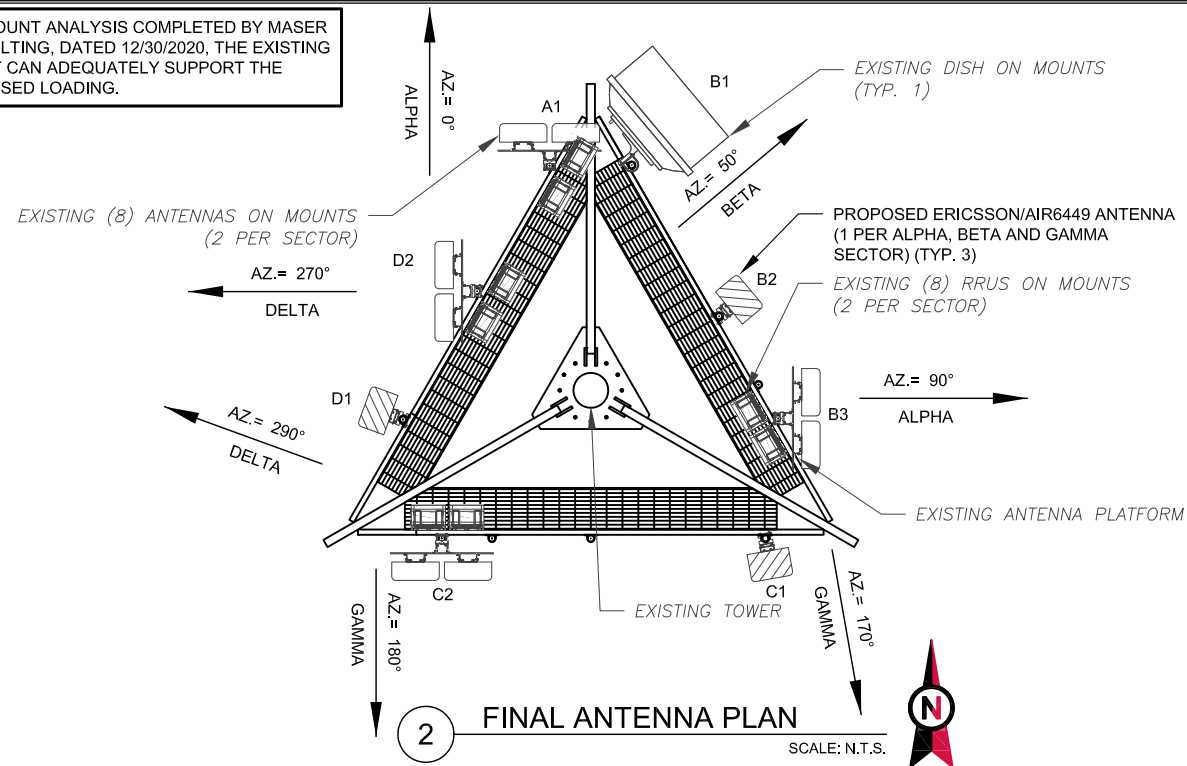 OUNT ANALYSIS COMPLETED BY MASER
LTING, DATED 12/30/2020, THE EXISTING
CAN ADEQUATELY SUPPORT THE
SED LOADING.
AZ.= 0°
ALPHA
A1
B1
EXISTING DISH ON MOUNTS
(TYP. 1)
AZ.= 50°
BETA
EXISTING (8) ANTENNAS ON MOUNTS
(2 PER SECTOR)
PROPOSED ERICSSON/AIR6449 ANTENNA
(1 PER ALPHA, BETA AND GAMMA
SECTOR) (TYP. 3)
D2
AZ.= 270°
DELTA
B2
EXISTING (8) RRUS ON MOUNTS
(2 PER SECTOR)
D1
AZ.= 290°
DELTA
B3
AZ.= 90°
ALPHA
EXISTING ANTENNA PLATFORM
C2
AZ.= 180°
GAMMA
EXISTING TOWER
C1
AZ.= 170°
GAMMA
2
FINAL ANTENNA PLAN
SCALE: N.T.S.
N